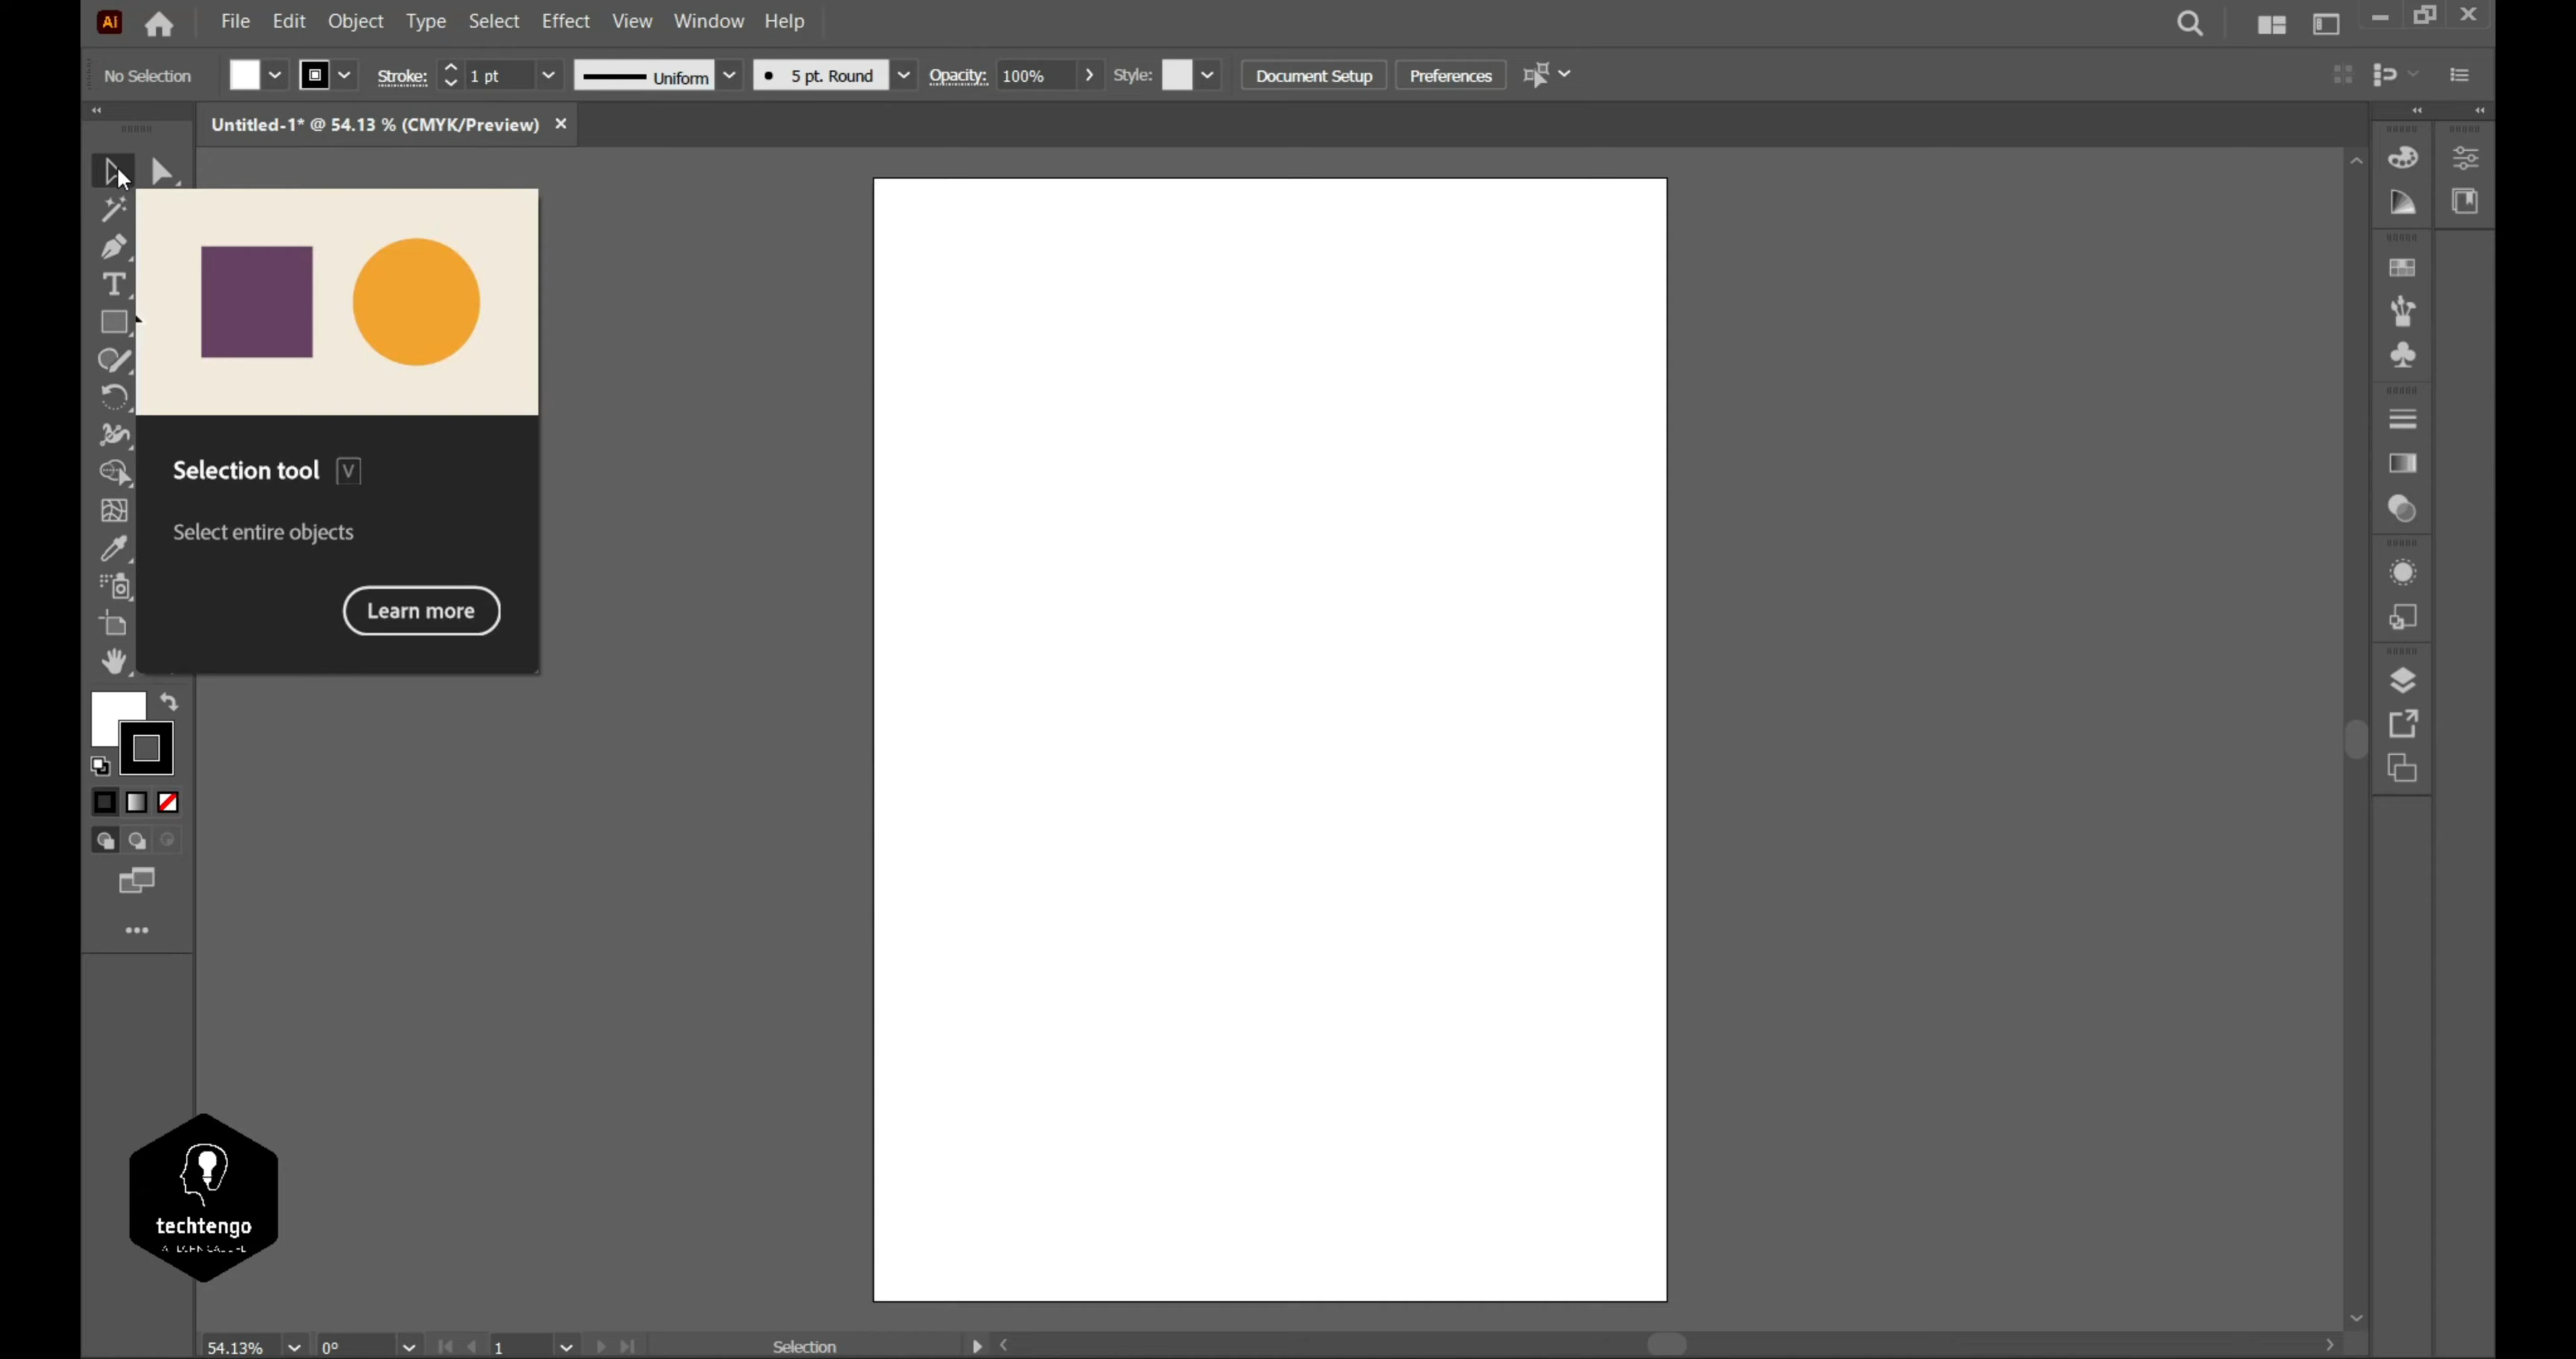 Ai File Edit Object Type Select Effect View Window Help
No Selection Stroke: 1 pt Uniform 5 pt. Round Opacity: 100% Style: Document Setup Preferences
Untitled-1* @ 54.13 % (CMYK/Preview)
T
Selection tool V
Select entire objects
Learn more
techtengo
54.13% 0° 1 Selection